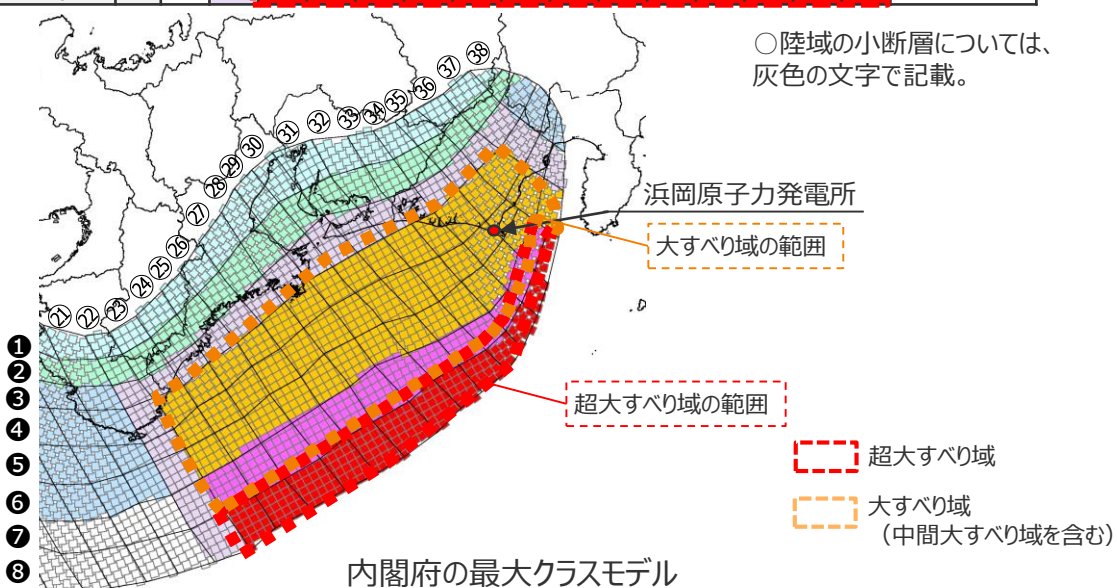 ○陸域の小断層については、
灰色の文字で記載。
㊳
㊲
㊱
㉟
㉞
㉝
㉜
㉛
㉚
㉙
㉘
㉗
㉖
㉕
㉔
㉓
㉒
㉑
浜岡原子力発電所
大すべり域の範囲
❶
❷
❸
❹
❺
❻
❼
❽
超大すべり域の範囲
超大すべり域
大すべり域
（中間大すべり域を含む）
内閣府の最大クラスモデル